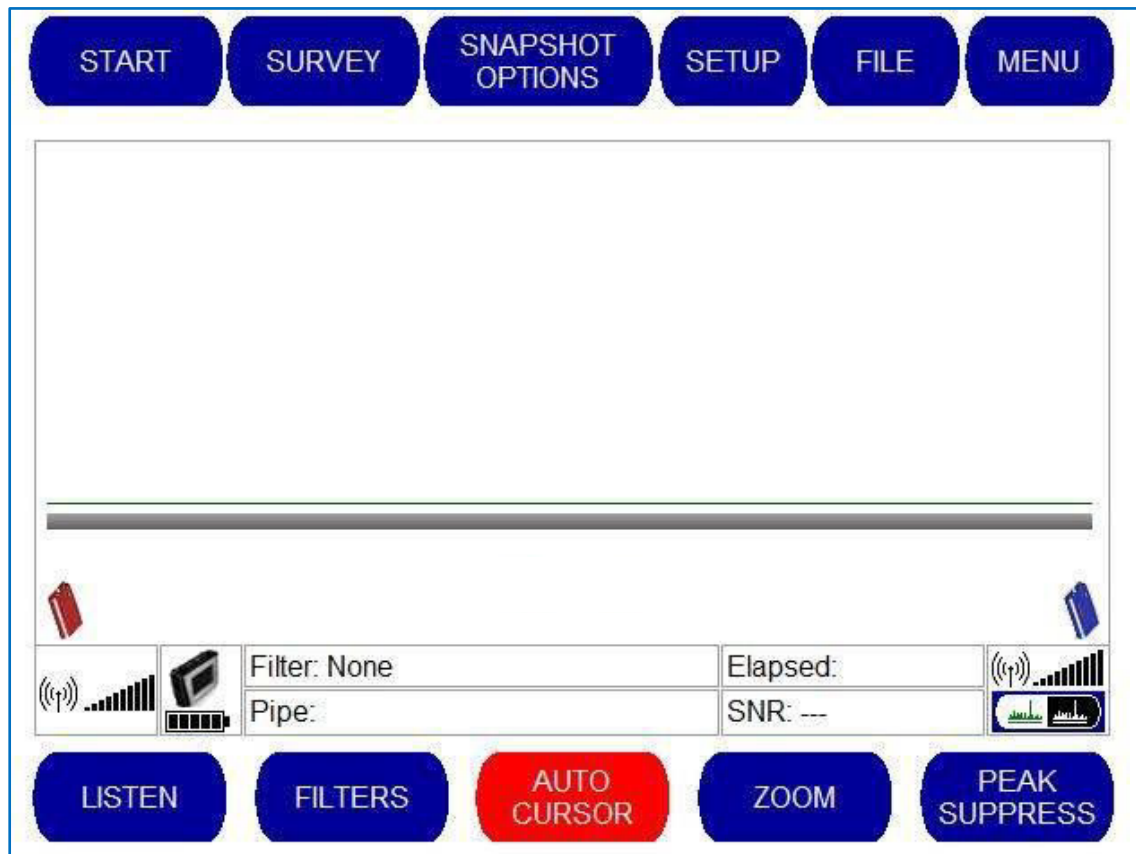 START
SURVEY
SNAPSHOT
OPTIONS
SETUP
FILE
MENU
Filter: None
Elapsed:
Pipe:
SNR: ---
LISTEN
FILTERS
AUTO
CURSOR
ZOOM
PEAK
SUPPRESS